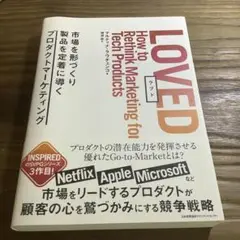 LOVED
ラブド
How to
Rethink Marketing for
Tech Products
市場を形づくり
製品を定着に導く
プロダクトマーケティング
プロダクトの潜在能力を発揮させる
優れたGo-to-Marketとは?
INSPIRED
3作目!
Netflix Apple Microsoft など
市場をリードするプロダクトが
顧客の心を鷲づかみにする競争戦略